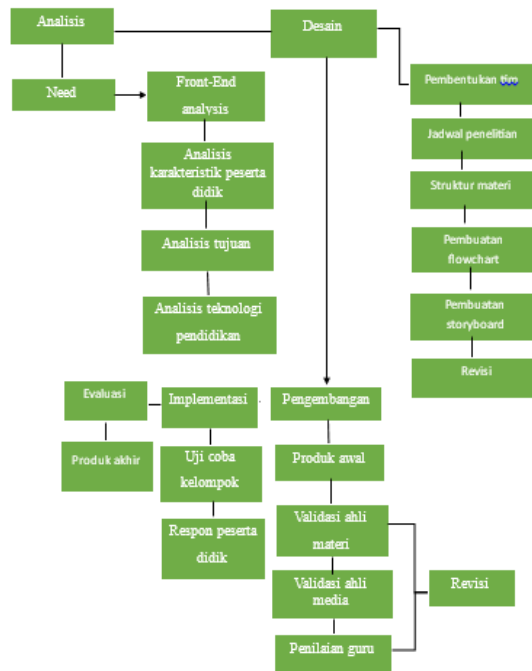 Analisis
Desain
Need
Front-End
analysis
Analisis
karakteristik peserta
didik
Analisis tujuan
Analisis teknologi
pendidikan
Pembentukan tim
Jadwal penelitian
Struktur materi
Pembuatan
flowchart
Pembuatan
storyboard
Revisi
Evaluasi
Implementasi
Pengembangan
Produk akhir
Uji coba
kelompok
Respon peserta
didik
Produk awal
Validasi ahli
materi
Validasi ahli
media
Penilaian guru
Revisi